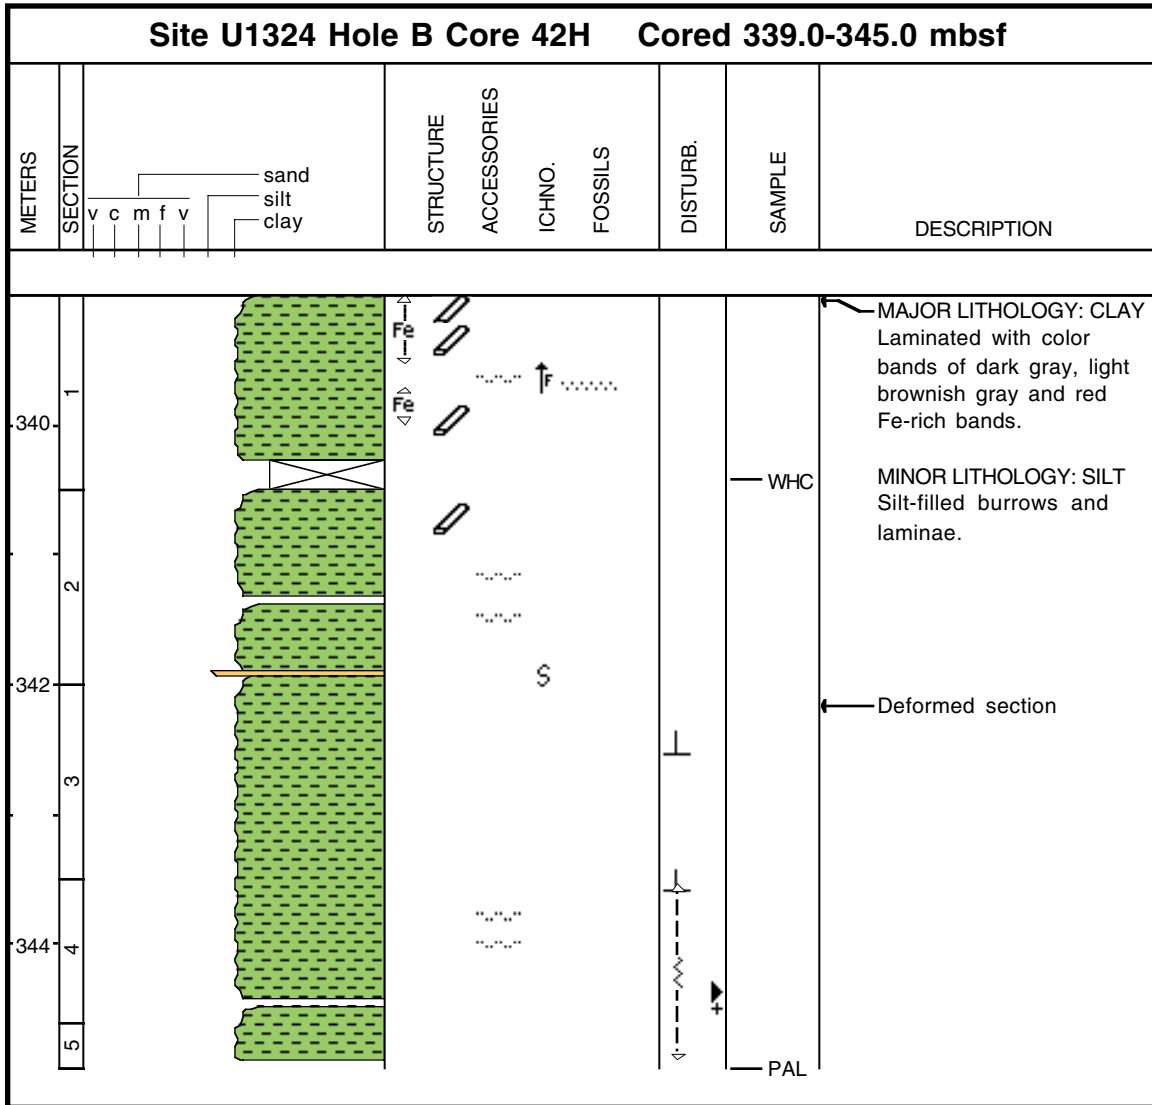 Site U1324 Hole B Core 42H Cored 339.0-345.0 mbsf
METERS
SECTION
v c m f v
sand
silt
clay
STRUCTURE
ACCESSORIES
ICHNO.
FOSSILS
DISTURB.
SAMPLE
DESCRIPTION
Fe
Fe
F
1
340
2
342
S
3
344
4
5
WHC
PAL
MAJOR LITHOLOGY: CLAY
Laminated with color
bands of dark gray, light
brownish gray and red
Fe-rich bands.
MINOR LITHOLOGY: SILT
Silt-filled burrows and
laminae.
Deformed section